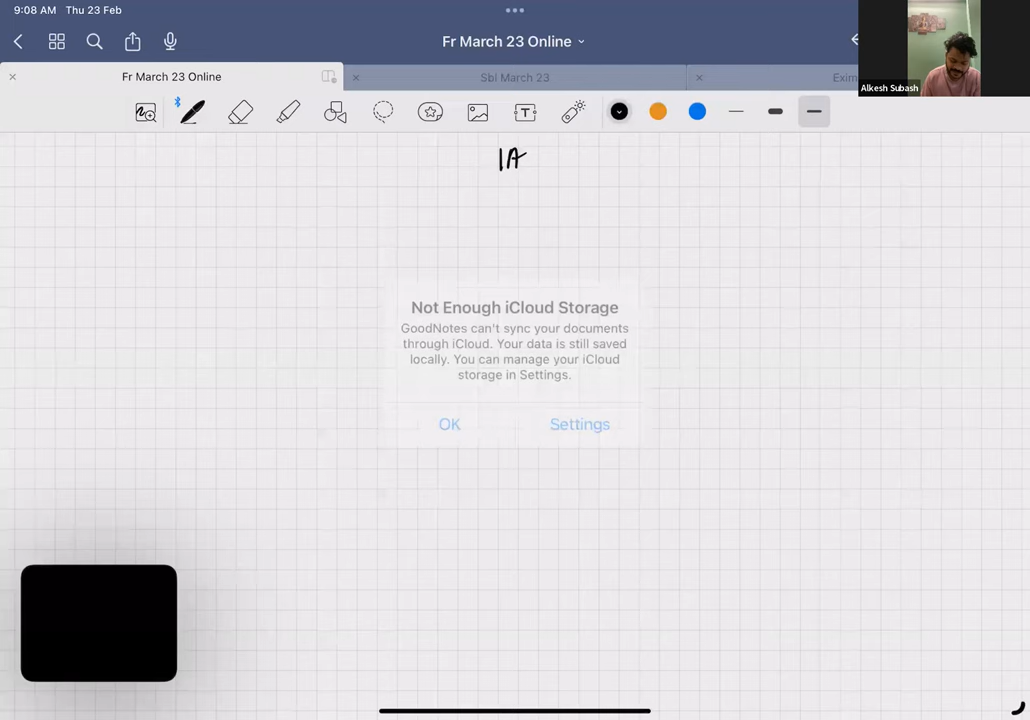 9:08 AM Thu 23 Feb
Fr March 23 Online
Alkesh Subash
Fr March 23 Online
Sbl March 23
Exim
T
1A
Not Enough iCloud Storage
GoodNotes can't sync your documents
through iCloud. Your data is still saved
locally. You can manage your iCloud
storage in Settings.
OK Settings